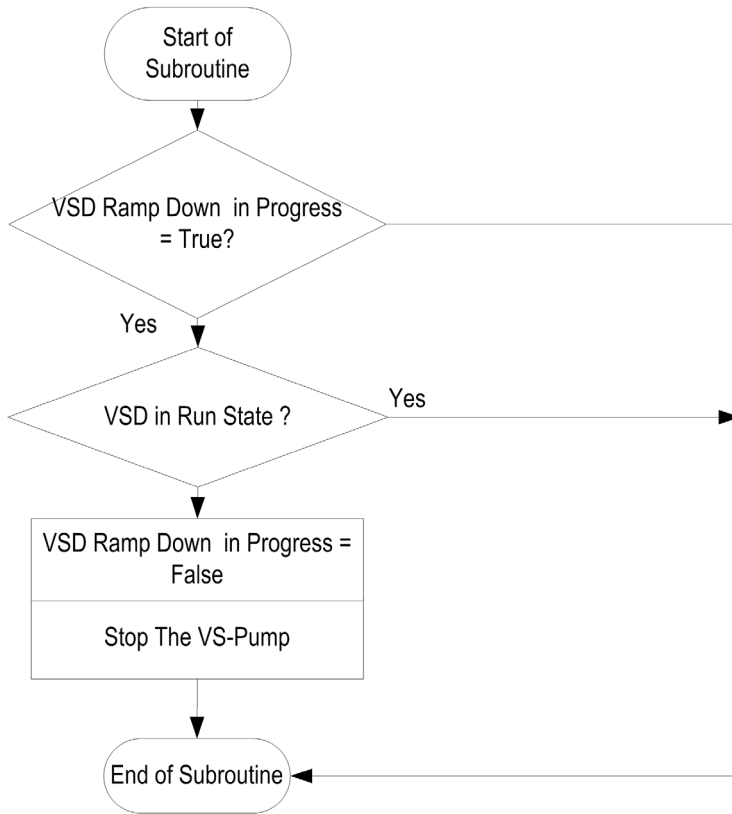 Start of
Subroutine
VSD Ramp Down in Progress
= True?
Yes
VSD in Run State ?
Yes
VSD Ramp Down in Progress =
False
Stop The VS-Pump
End of Subroutine